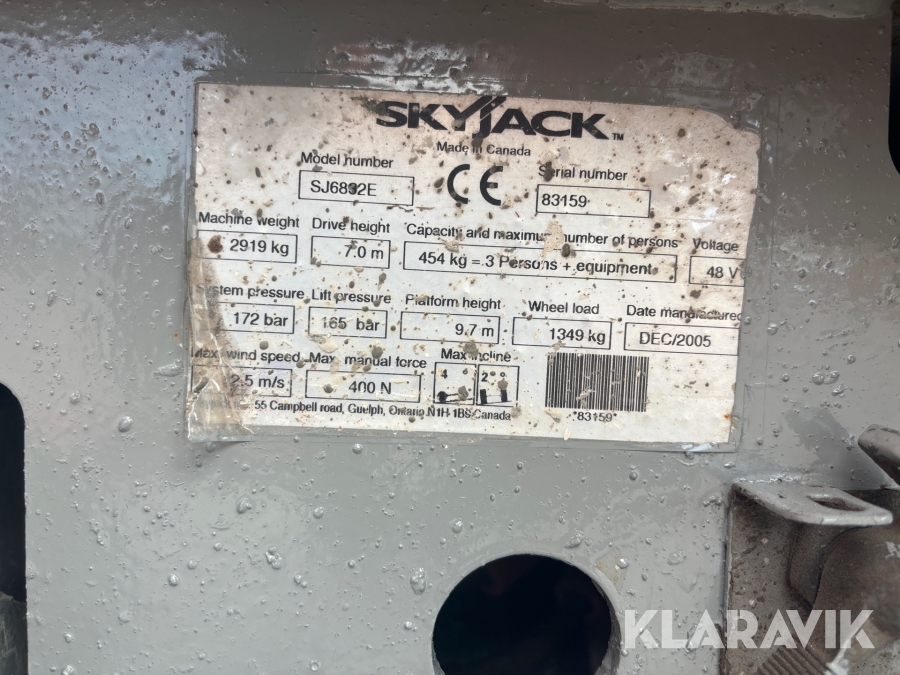 SKYJACK™
Made in Canada
Model number
SJ6832E
CE
Serial number
83159
Machine weight Drive height Capacity and maximum number of persons Voltage
2919 kg 7.0 m 454 kg = 3 Persons + equipment 48 V
System pressure Lift pressure Platform height Wheel load Date manufactured
172 bar 165 bar 9.7 m 1349 kg DEC/2005
Max. wind speed Max. manual force Max incline
2.5 m/s 400 N
55 Campbell road, Guelph, Ontario N1H 1B9 Canada
*83159*
KLARAVIK